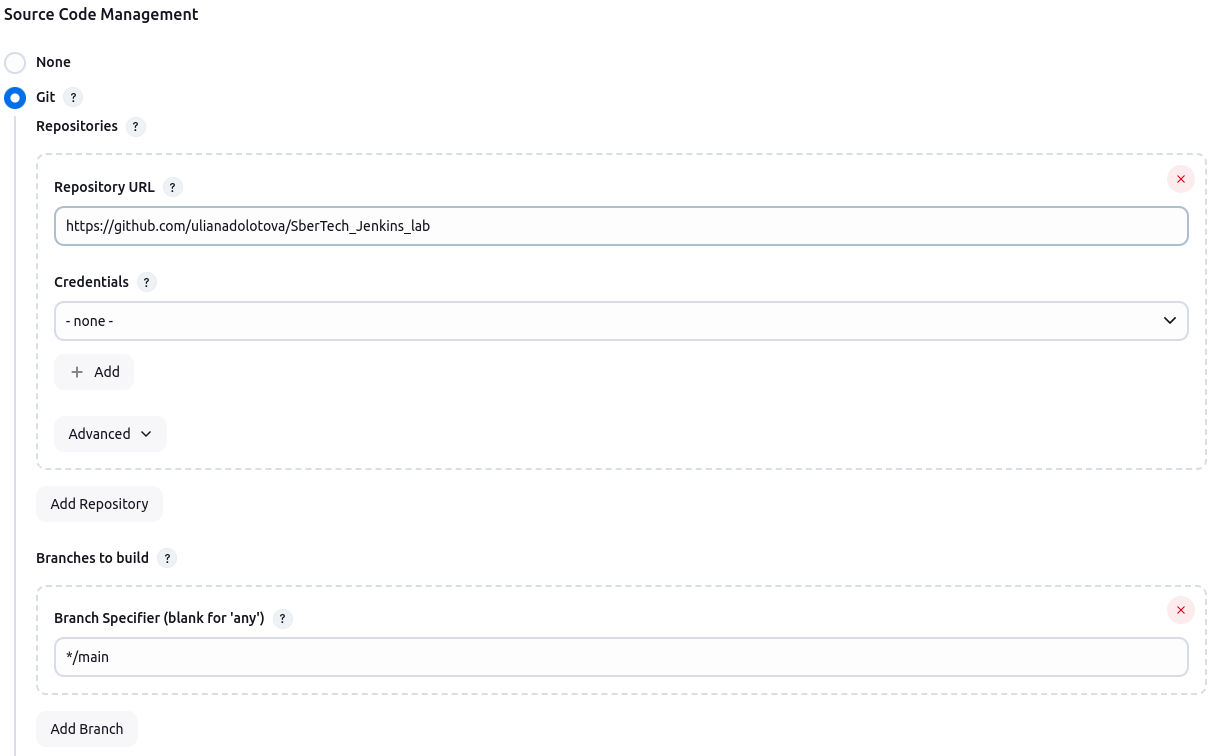 Source Code Management
None
Git ?
Repositories ?
Repository URL ?
https://github.com/ulianadolotova/SberTech_Jenkins_lab
Credentials ?
- none -
+ Add
Advanced
Add Repository
Branches to build ?
Branch Specifier (blank for 'any') ?
*/main
Add Branch